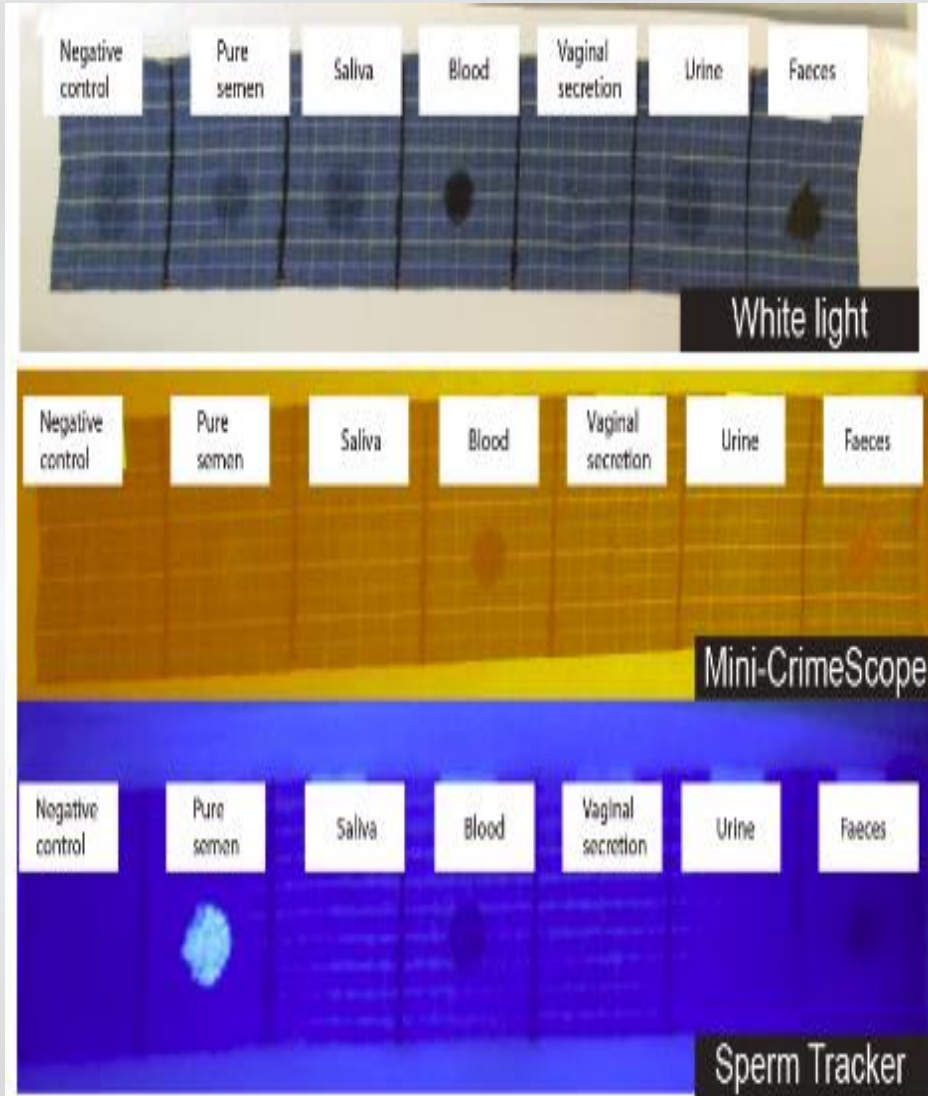 Negative
control
Pure
semen
Saliva
Blood
Vaginal
secretion
Urine
Faeces
White light
Negative
control
Pure
semen
Saliva
Blood
Vaginal
secretion
Urine
Faeces
Mini-CrimeScope
Negative
control
Pure
semen
Saliva
Blood
Vaginal
secretion
Urine
Faeces
Sperm Tracker